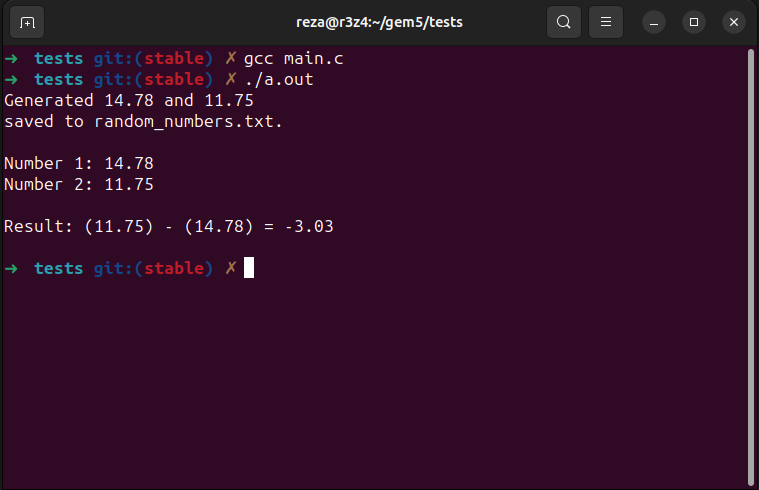 reza@r3z4:~/gem5/tests
➜ tests git:(stable) ✗ gcc main.c
➜ tests git:(stable) ✗ ./a.out
Generated 14.78 and 11.75
saved to random_numbers.txt.
Number 1: 14.78
Number 2: 11.75
Result: (11.75) - (14.78) = -3.03
➜ tests git:(stable) ✗